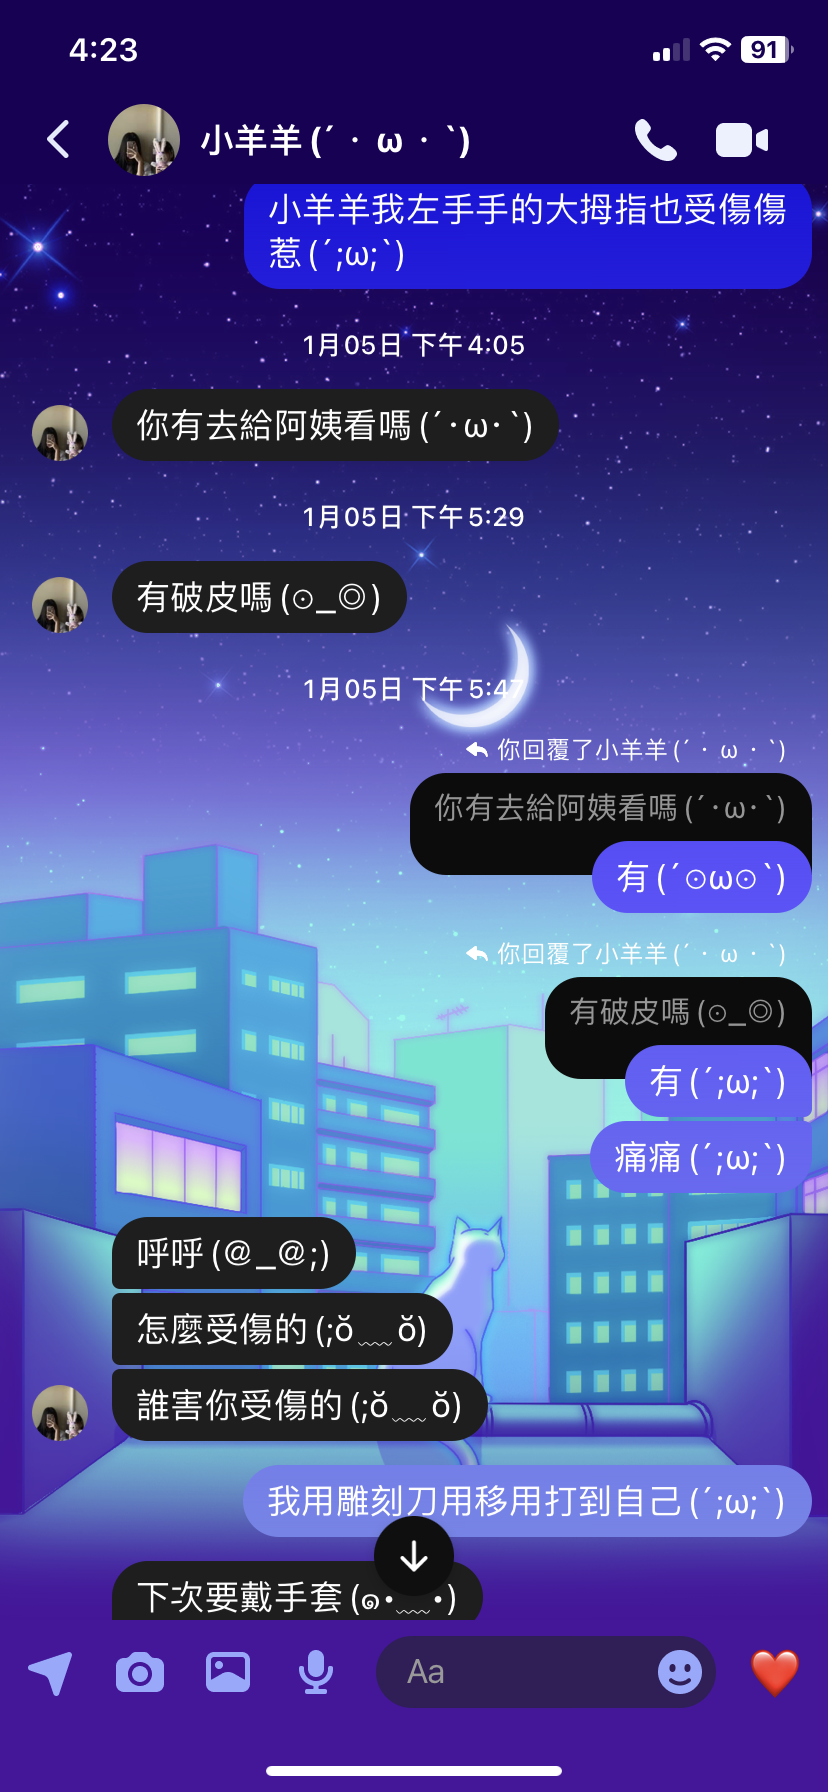 4:23
91
小羊羊 (´・ω・`)
小羊羊我左手手的大拇指也受傷傷
惹 (´;ω;`)
1月05日 下午4:05
你有去給阿姨看嗎 (´･ω･`)
1月05日 下午5:29
有破皮嗎 (⊙_◎)
1月05日 下午5:47
你回覆了小羊羊 (´・ω・`)
你有去給阿姨看嗎 (´･ω･`)
有 (´⊙ω⊙`)
你回覆了小羊羊 (´・ω・`)
有破皮嗎 (⊙_◎)
有 (´;ω;`)
痛痛 (´;ω;`)
呼呼 (@_@;)
怎麼受傷的 (;ŏ﹏ŏ)
誰害你受傷的 (;ŏ﹏ŏ)
我用雕刻刀用移用打到自己 (´;ω;`)
下次要戴手套 (๑•﹏•)
Aa